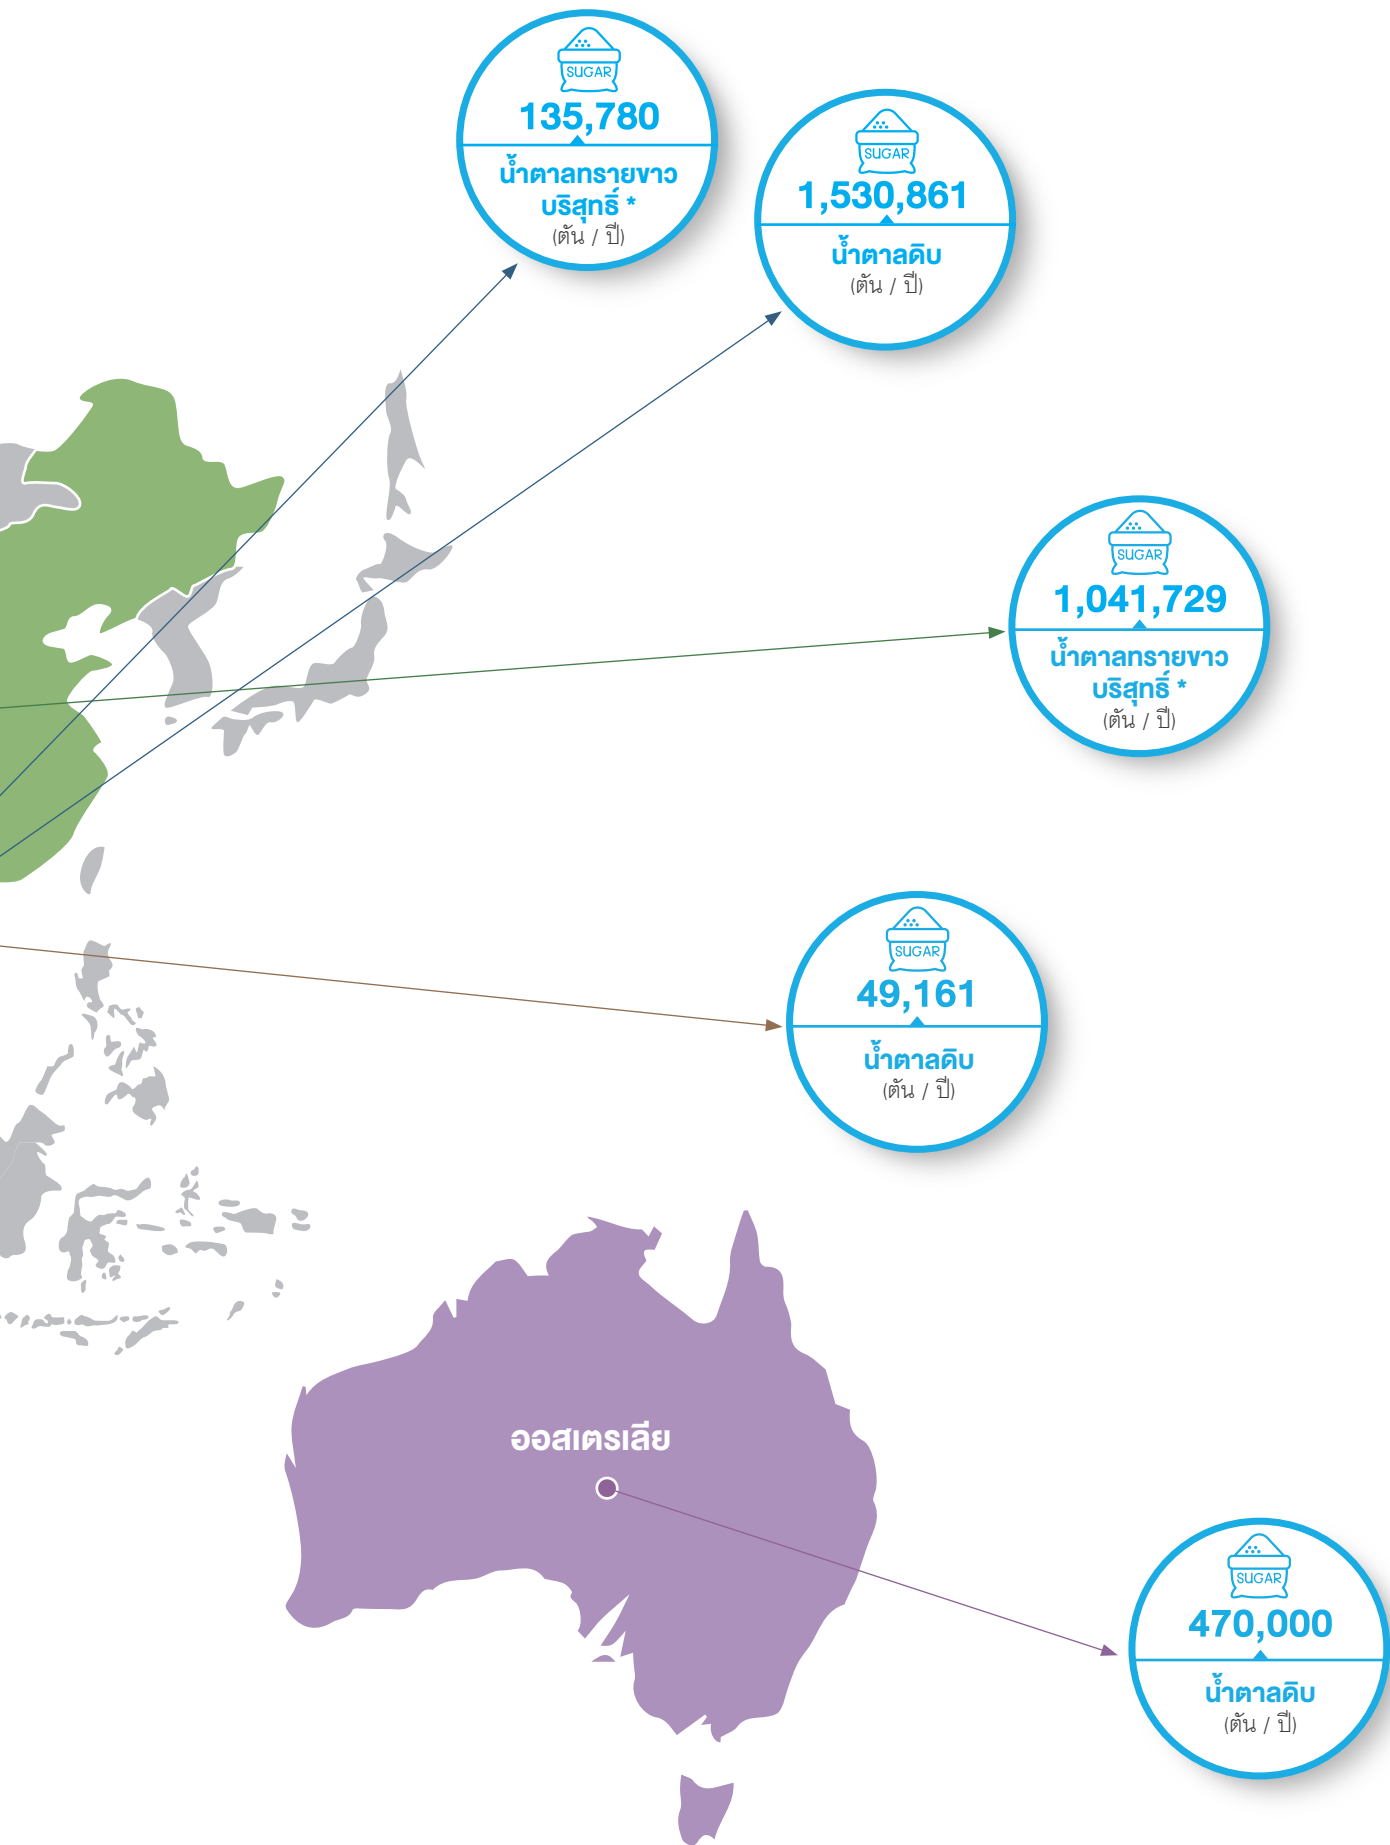 SUGAR
135,780
น้ำตาลทรายขาว
บริสุทธิ์ *
(ตัน / ปี)
SUGAR
1,530,861
น้ำตาลดิบ
(ตัน / ปี)
SUGAR
1,041,729
น้ำตาลทรายขาว
บริสุทธิ์ *
(ตัน / ปี)
SUGAR
49,161
น้ำตาลดิบ
(ตัน / ปี)
ออสเตรเลีย
SUGAR
470,000
น้ำตาลดิบ
(ตัน / ปี)